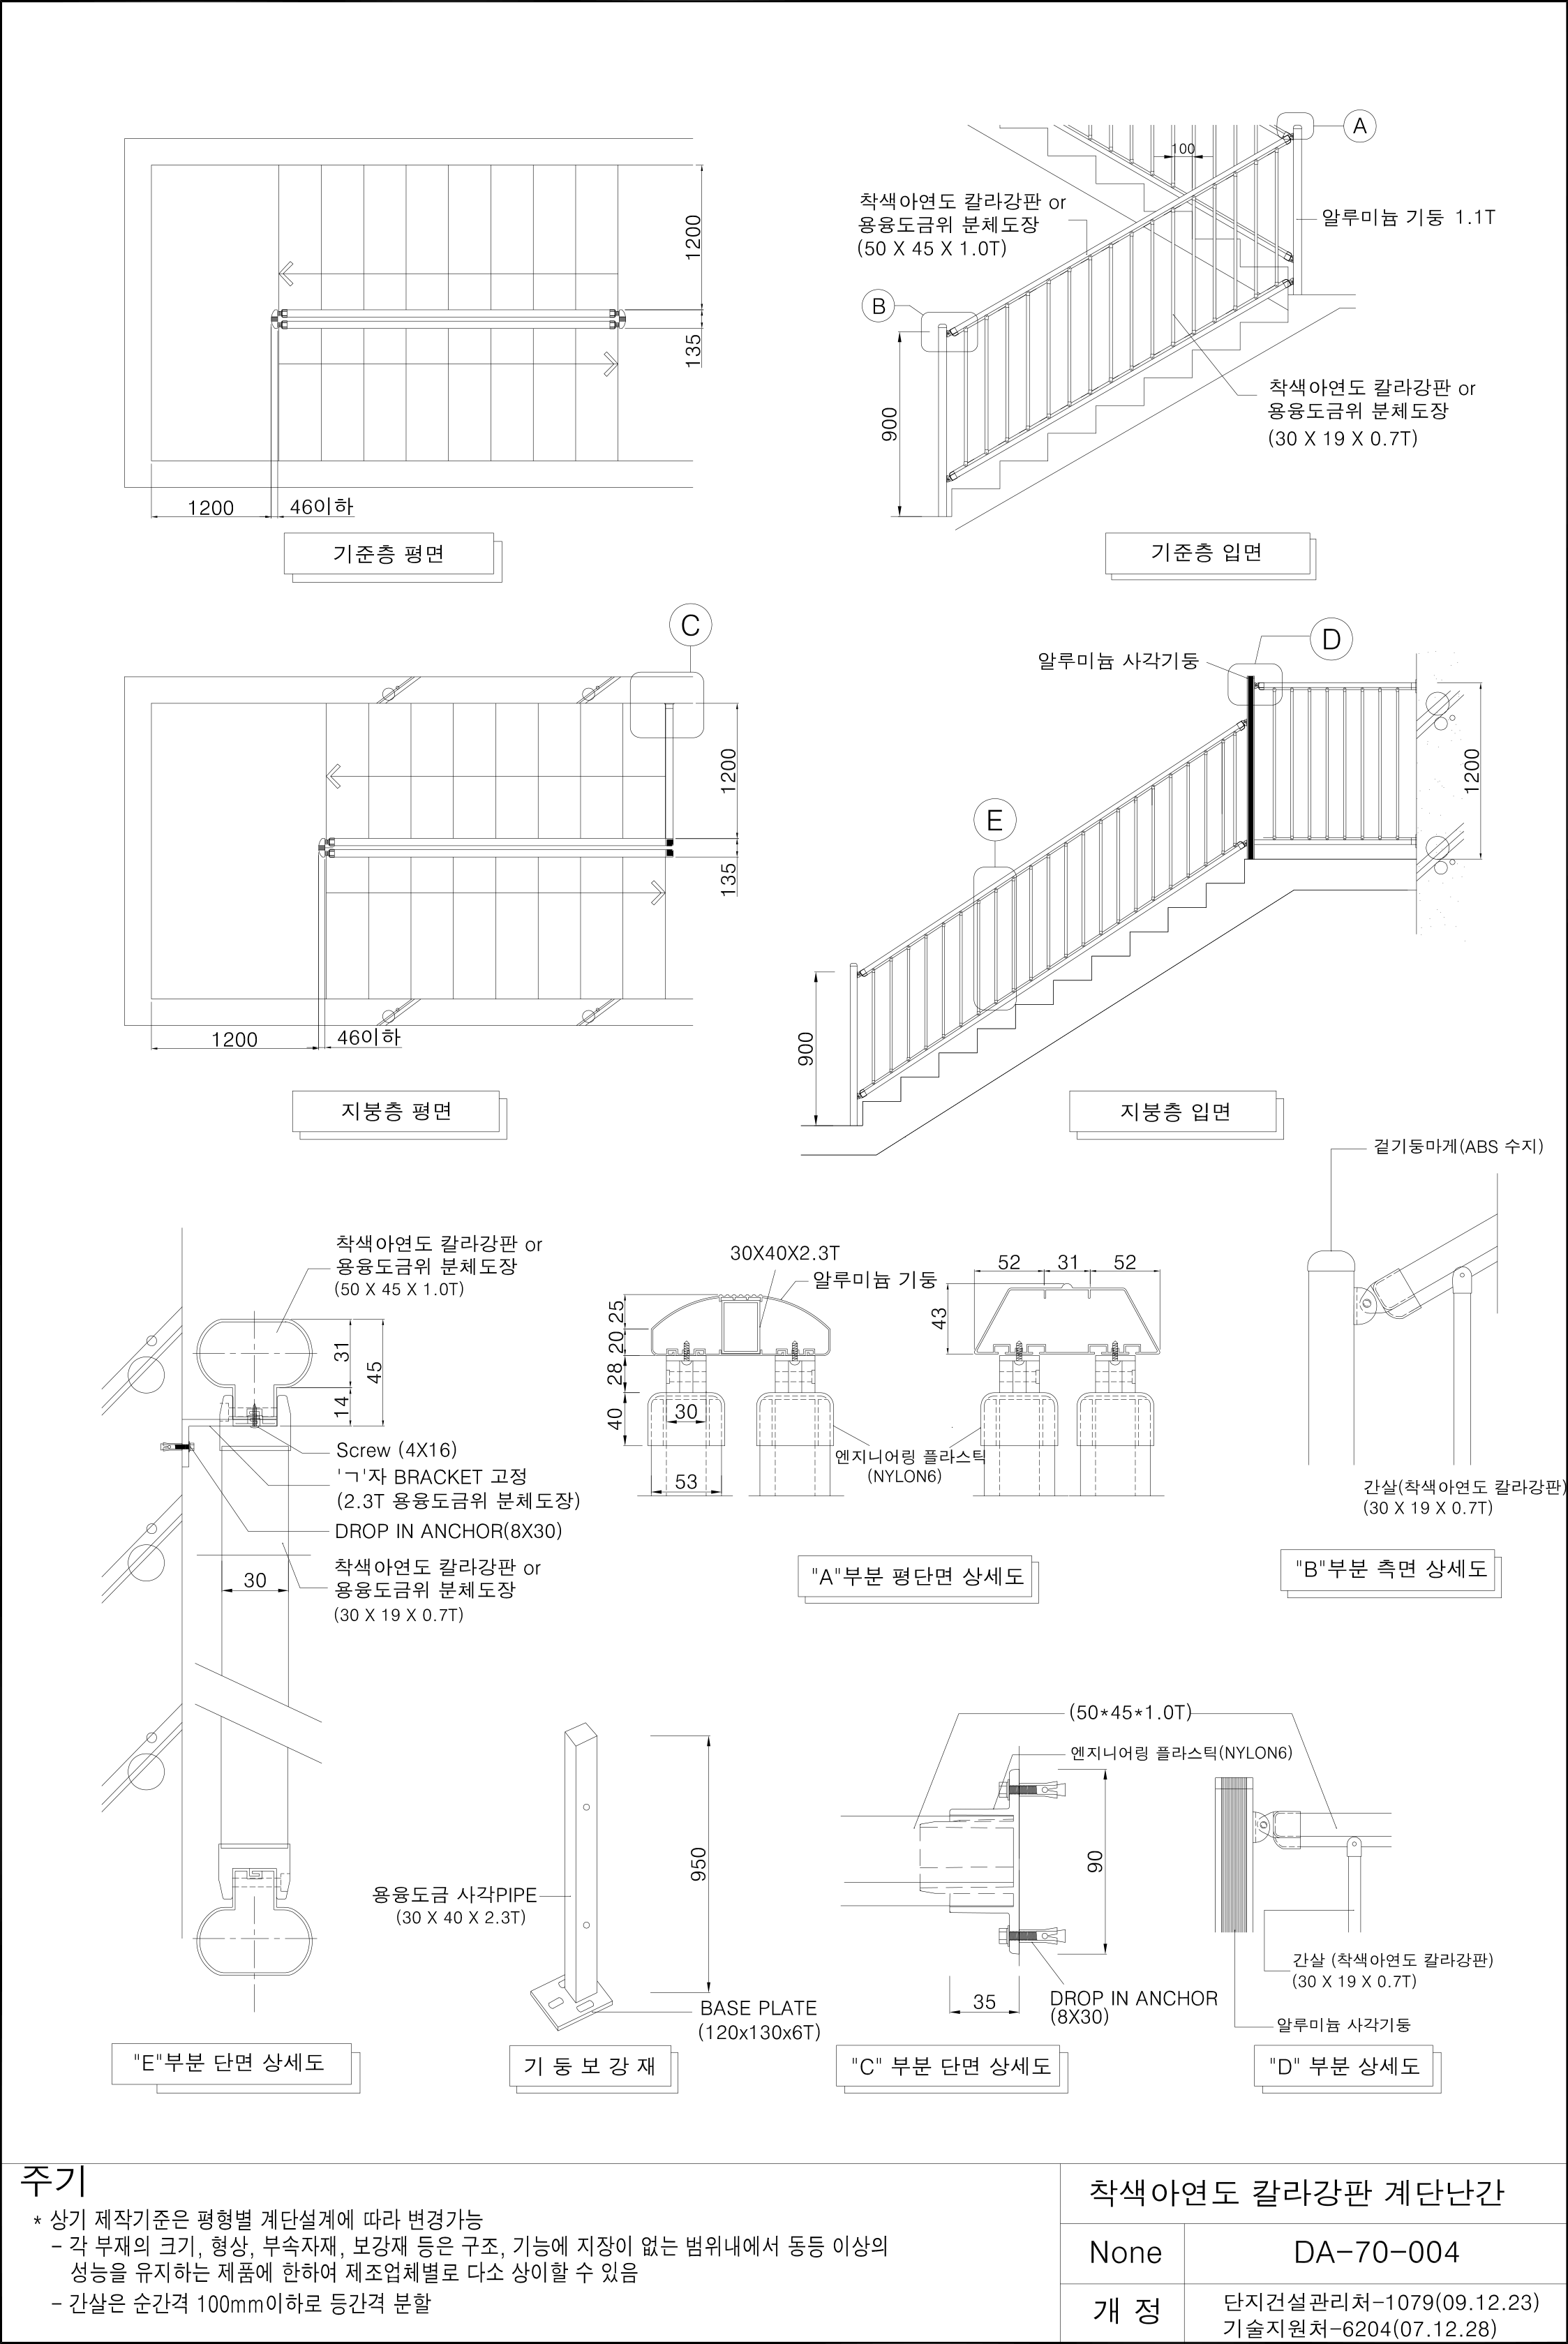 A
100
착색아연도 칼라강판 or
용융도금위 분체도장
(50 X 45 X 1.0T)
알루미늄 기둥 1.1T
1200
135
B
900
착색아연도 칼라강판 or
용융도금위 분체도장
(30 X 19 X 0.7T)
1200
46이하
기준층 평면
기준층 입면
C
D
알루미늄 사각기둥
1200
135
1200
E
900
1200
46이하
지붕층 평면
지붕층 입면
겉기둥마게(ABS 수지)
착색아연도 칼라강판 or
용융도금위 분체도장
(50 X 45 X 1.0T)
31
45
14
Screw (4X16)
'ㄱ'자 BRACKET 고정
(2.3T 용융도금위 분체도장)
DROP IN ANCHOR(8X30)
착색아연도 칼라강판 or
용융도금위 분체도장
(30 X 19 X 0.7T)
30
30X40X2.3T
알루미늄 기둥
25
20
28
40
30
53
52
31
52
43
엔지니어링 플라스틱
(NYLON6)
간살(착색아연도 칼라강판)
(30 X 19 X 0.7T)
"A"부분 평단면 상세도
"B"부분 측면 상세도
950
용융도금 사각PIPE
(30 X 40 X 2.3T)
BASE PLATE
(120x130x6T)
(50*45*1.0T)
엔지니어링 플라스틱(NYLON6)
90
35
DROP IN ANCHOR
(8X30)
간살 (착색아연도 칼라강판)
(30 X 19 X 0.7T)
알루미늄 사각기둥
"E"부분 단면 상세도
기 둥 보 강 재
"C" 부분 단면 상세도
"D" 부분 상세도
주기
* 상기 제작기준은 평형별 계단설계에 따라 변경가능
- 각 부재의 크기, 형상, 부속자재, 보강재 등은 구조, 기능에 지장이 없는 범위내에서 동등 이상의
성능을 유지하는 제품에 한하여 제조업체별로 다소 상이할 수 있음
- 간살은 순간격 100mm이하로 등간격 분할
착색아연도 칼라강판 계단난간
None
DA-70-004
개 정
단지건설관리처-1079(09.12.23)
기술지원처-6204(07.12.28)